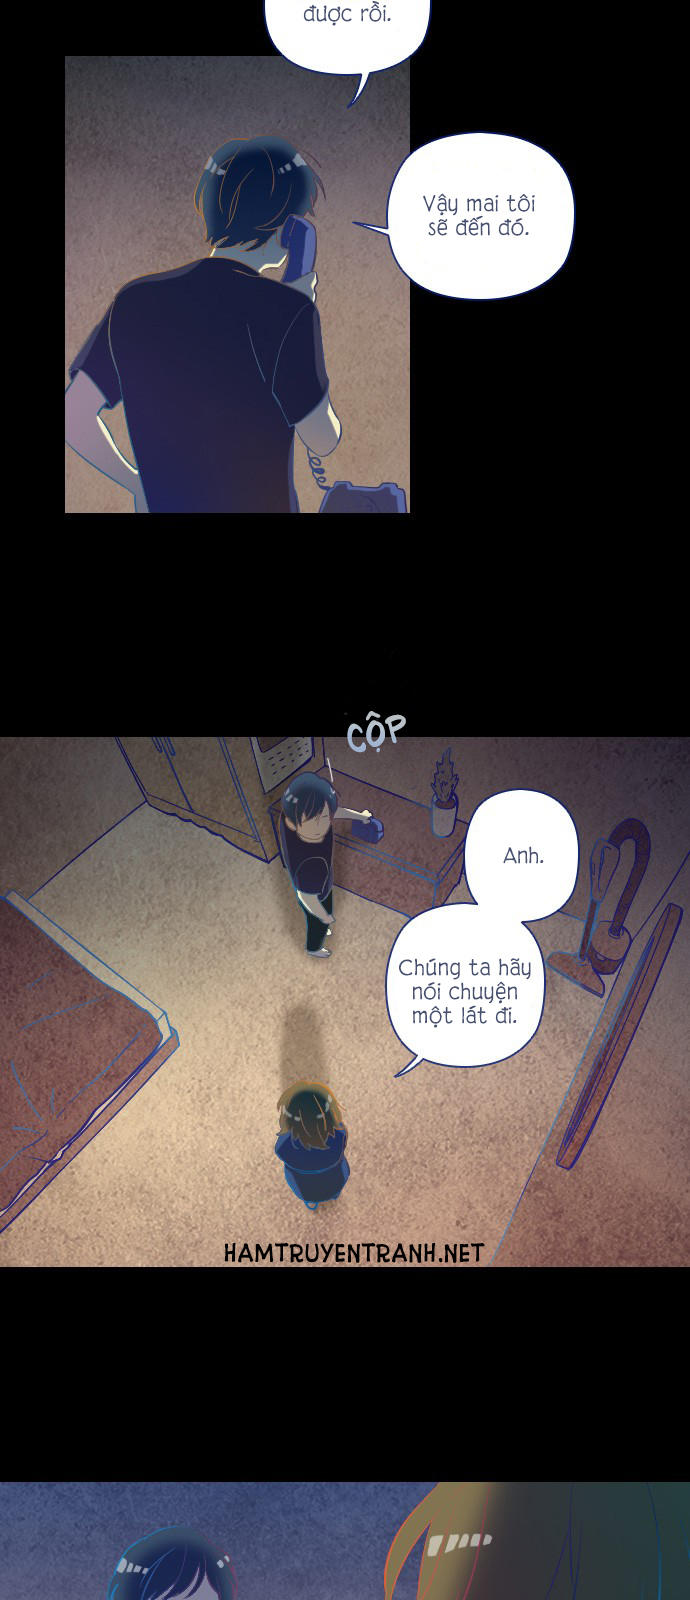 được rồi.
Vậy mai tôi
sẽ đến đó.
CỘP
Anh.
Chúng ta hãy
nói chuyện
một lát đi.
HAMTRUYENTRANH.NET